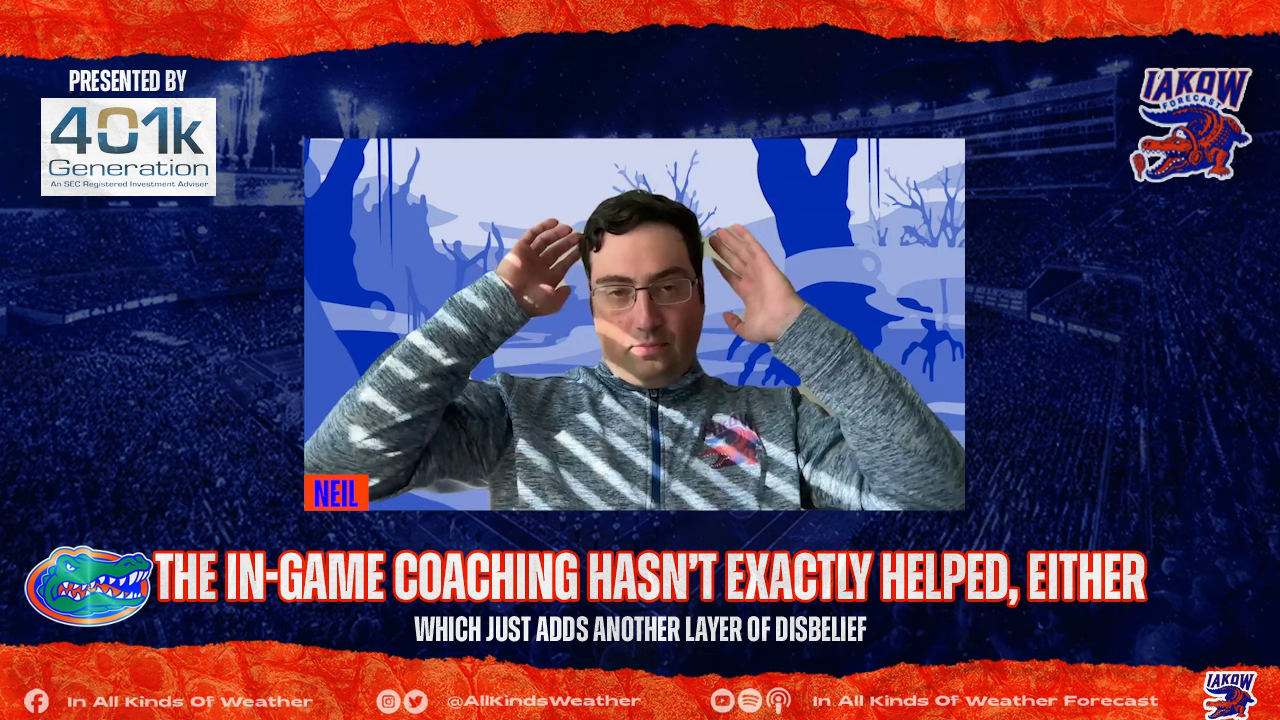 PRESENTED BY
401k
Generation
An SEC Registered Investment Adviser
IAKOW
FORECAST
IAKOW
NEIL
THE IN-GAME COACHING HASN'T EXACTLY HELPED, EITHER
WHICH JUST ADDS ANOTHER LAYER OF DISBELIEF
In All Kinds Of Weather
@AllKindsWeather
In All Kinds Of Weather Forecast
IAKOW